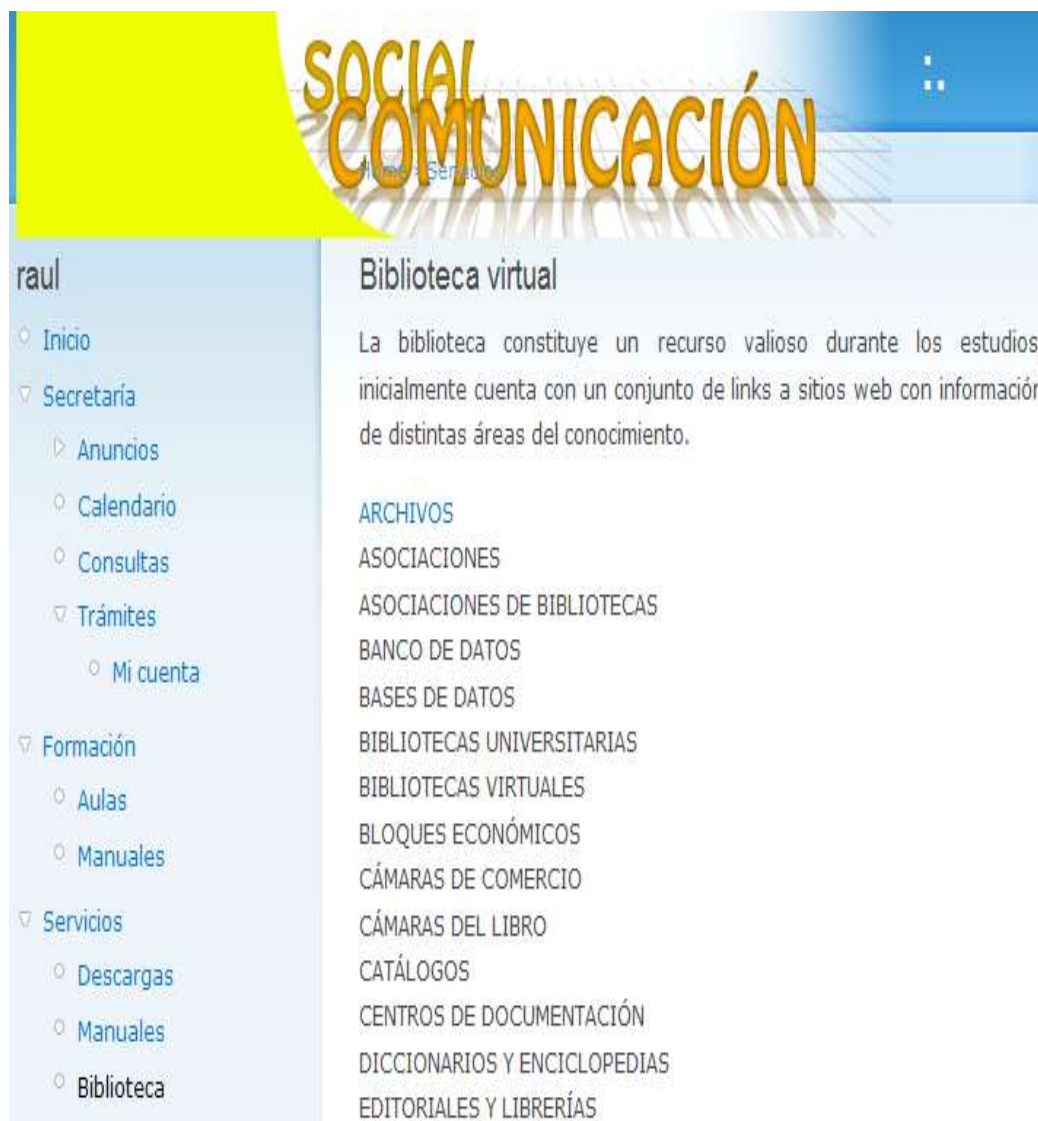 SOCIAL
COMUNICACIÓN
Home › Servicios
raul
Inicio
Secretaría
Anuncios
Calendario
Consultas
Trámites
Mi cuenta
Formación
Aulas
Manuales
Servicios
Descargas
Manuales
Biblioteca
Biblioteca virtual
La biblioteca constituye un recurso valioso durante los estudios
inicialmente cuenta con un conjunto de links a sitios web con información
de distintas áreas del conocimiento.
ARCHIVOS
ASOCIACIONES
ASOCIACIONES DE BIBLIOTECAS
BANCO DE DATOS
BASES DE DATOS
BIBLIOTECAS UNIVERSITARIAS
BIBLIOTECAS VIRTUALES
BLOQUES ECONÓMICOS
CÁMARAS DE COMERCIO
CÁMARAS DEL LIBRO
CATÁLOGOS
CENTROS DE DOCUMENTACIÓN
DICCIONARIOS Y ENCICLOPEDIAS
EDITORIALES Y LIBRERÍAS